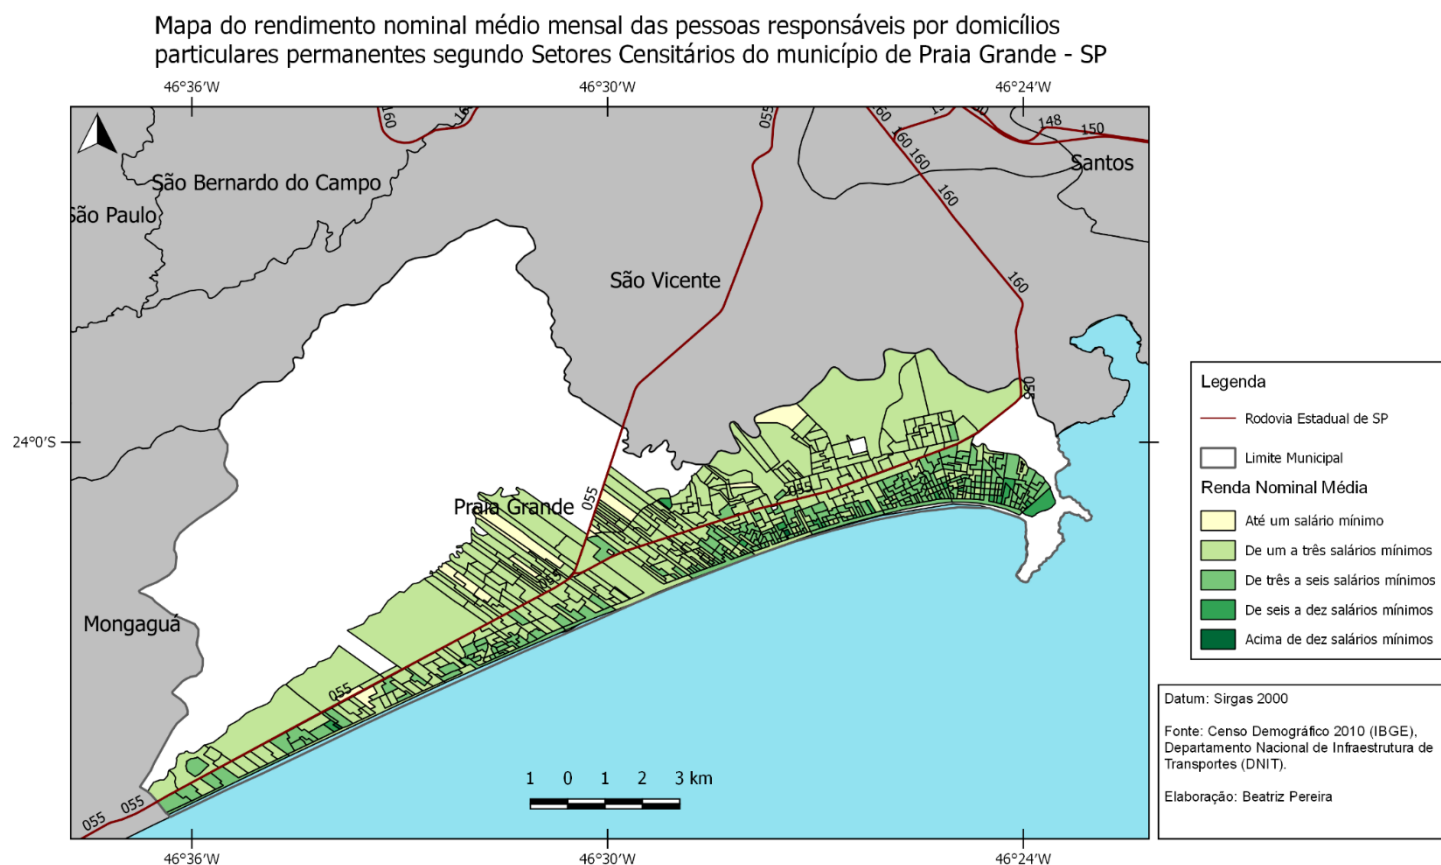 Mapa do rendimento nominal médio mensal das pessoas responsáveis por domicílios
particulares permanentes segundo Setores Censitários do município de Praia Grande - SP
46°36'W
46°30'W
46°24'W
160
160
055
160
160
160
148
150
Santos
São Bernardo do Campo
São Paulo
160
São Vicente
160
055
24°0'S
055
055
Praia Grande
055
Mongaguá
055
055
055
1 0 1 2 3 km
46°36'W
46°30'W
46°24'W
Legenda
Rodovia Estadual de SP
Limite Municipal
Renda Nominal Média
Até um salário mínimo
De um a três salários mínimos
De três a seis salários mínimos
De seis a dez salários mínimos
Acima de dez salários mínimos
Datum: Sirgas 2000
Fonte: Censo Demográfico 2010 (IBGE),
Departamento Nacional de Infraestrutura de
Transportes (DNIT).
Elaboração: Beatriz Pereira